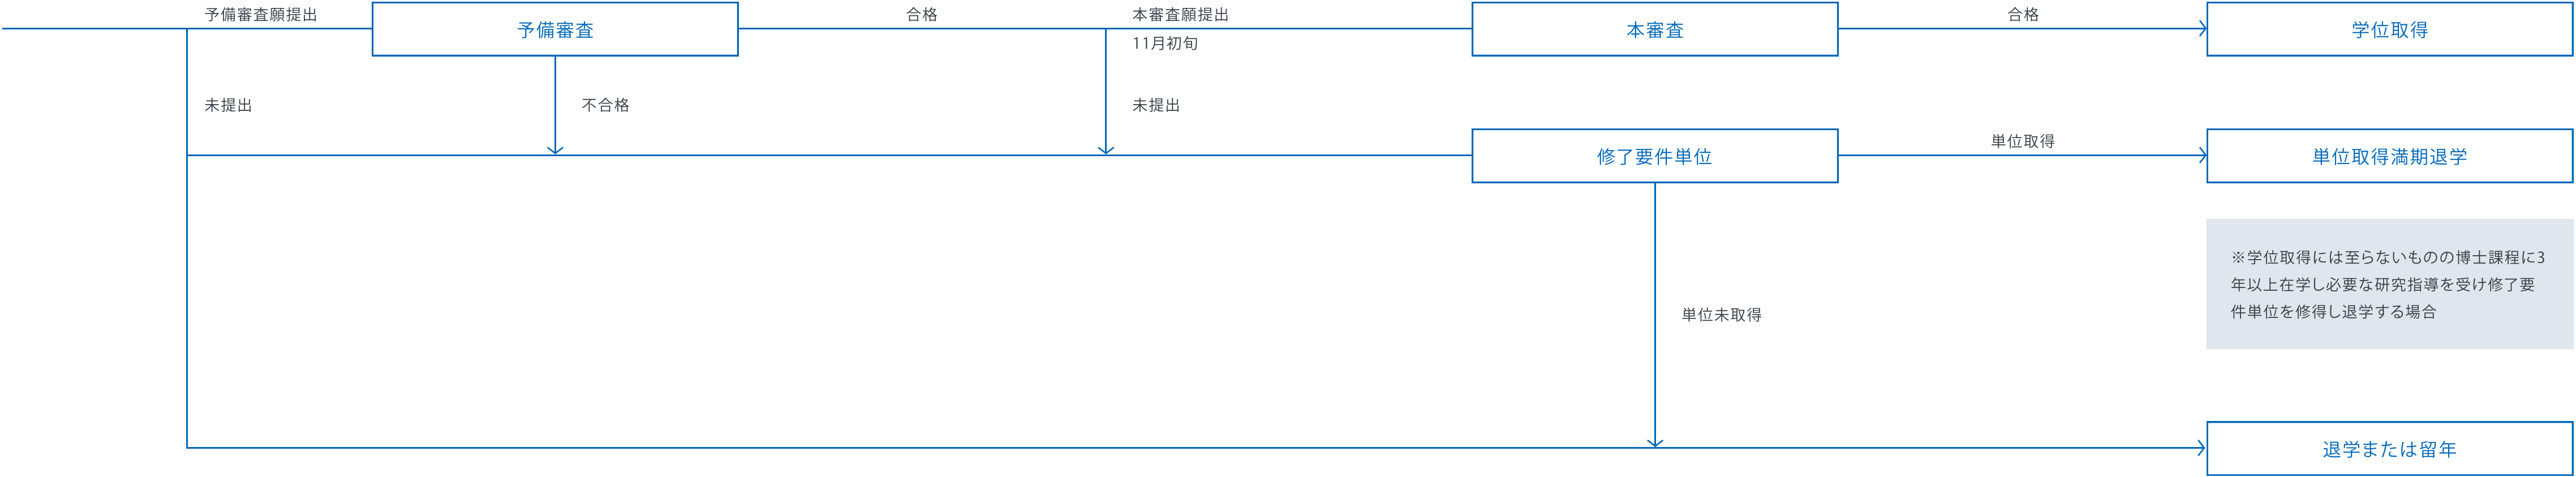 予備審査願提出
予備審査
合格
本審査願提出
11月初旬
本審査
合格
学位取得
未提出
不合格
未提出
修了要件単位
単位取得
単位取得満期退学
※学位取得には至らないものの博士課程に3
年以上在学し必要な研究指導を受け修了要
件単位を修得し退学する場合
単位未取得
退学または留年